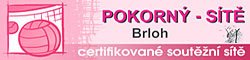 POKORNÝ - SÍTĚ
Brloh
certifikované soutěžní sítě